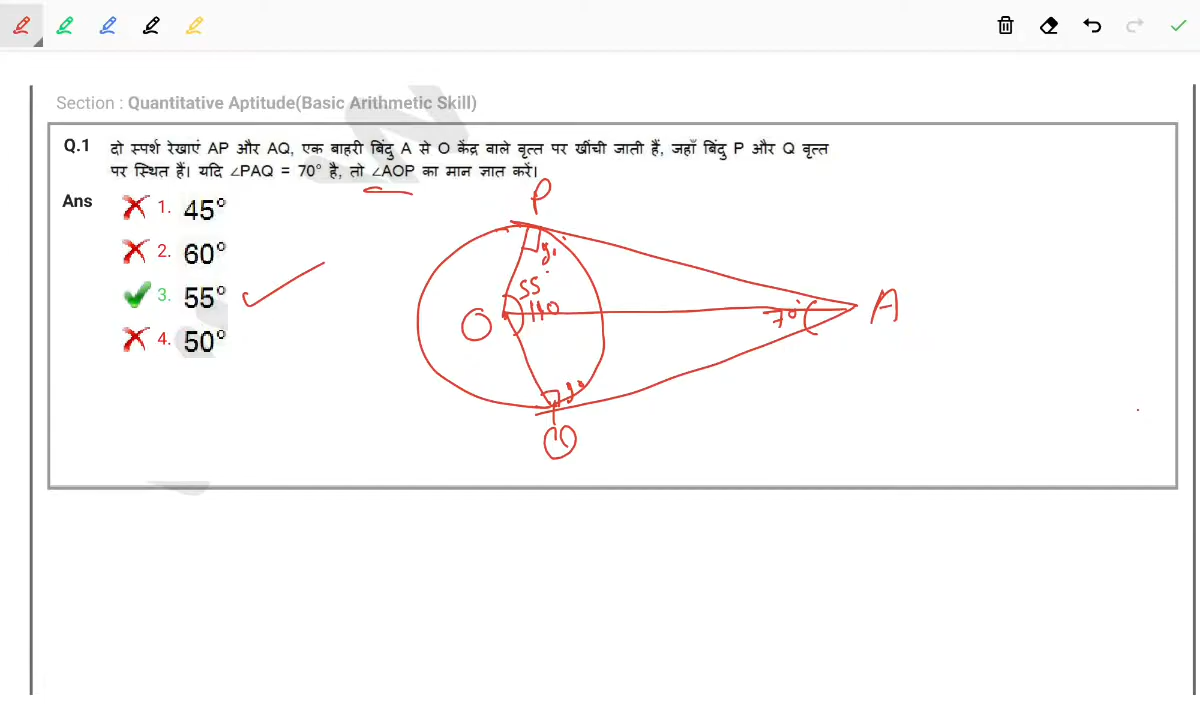 Section : Quantitative Aptitude(Basic Arithmetic Skill)
Q.1 दो स्पर्श रेखाएं AP और AQ, एक बाहरी बिंदु A से O केंद्र वाले वृत्त पर खींची जाती हैं, जहाँ बिंदु P और Q वृत्त
पर स्थित हैं। यदि ∠PAQ = 70° है, तो ∠AOP का मान ज्ञात करें।
Ans 1. 45°
2. 60°
3. 55°
4. 50°
P
55°
110
O
70°
A
Q